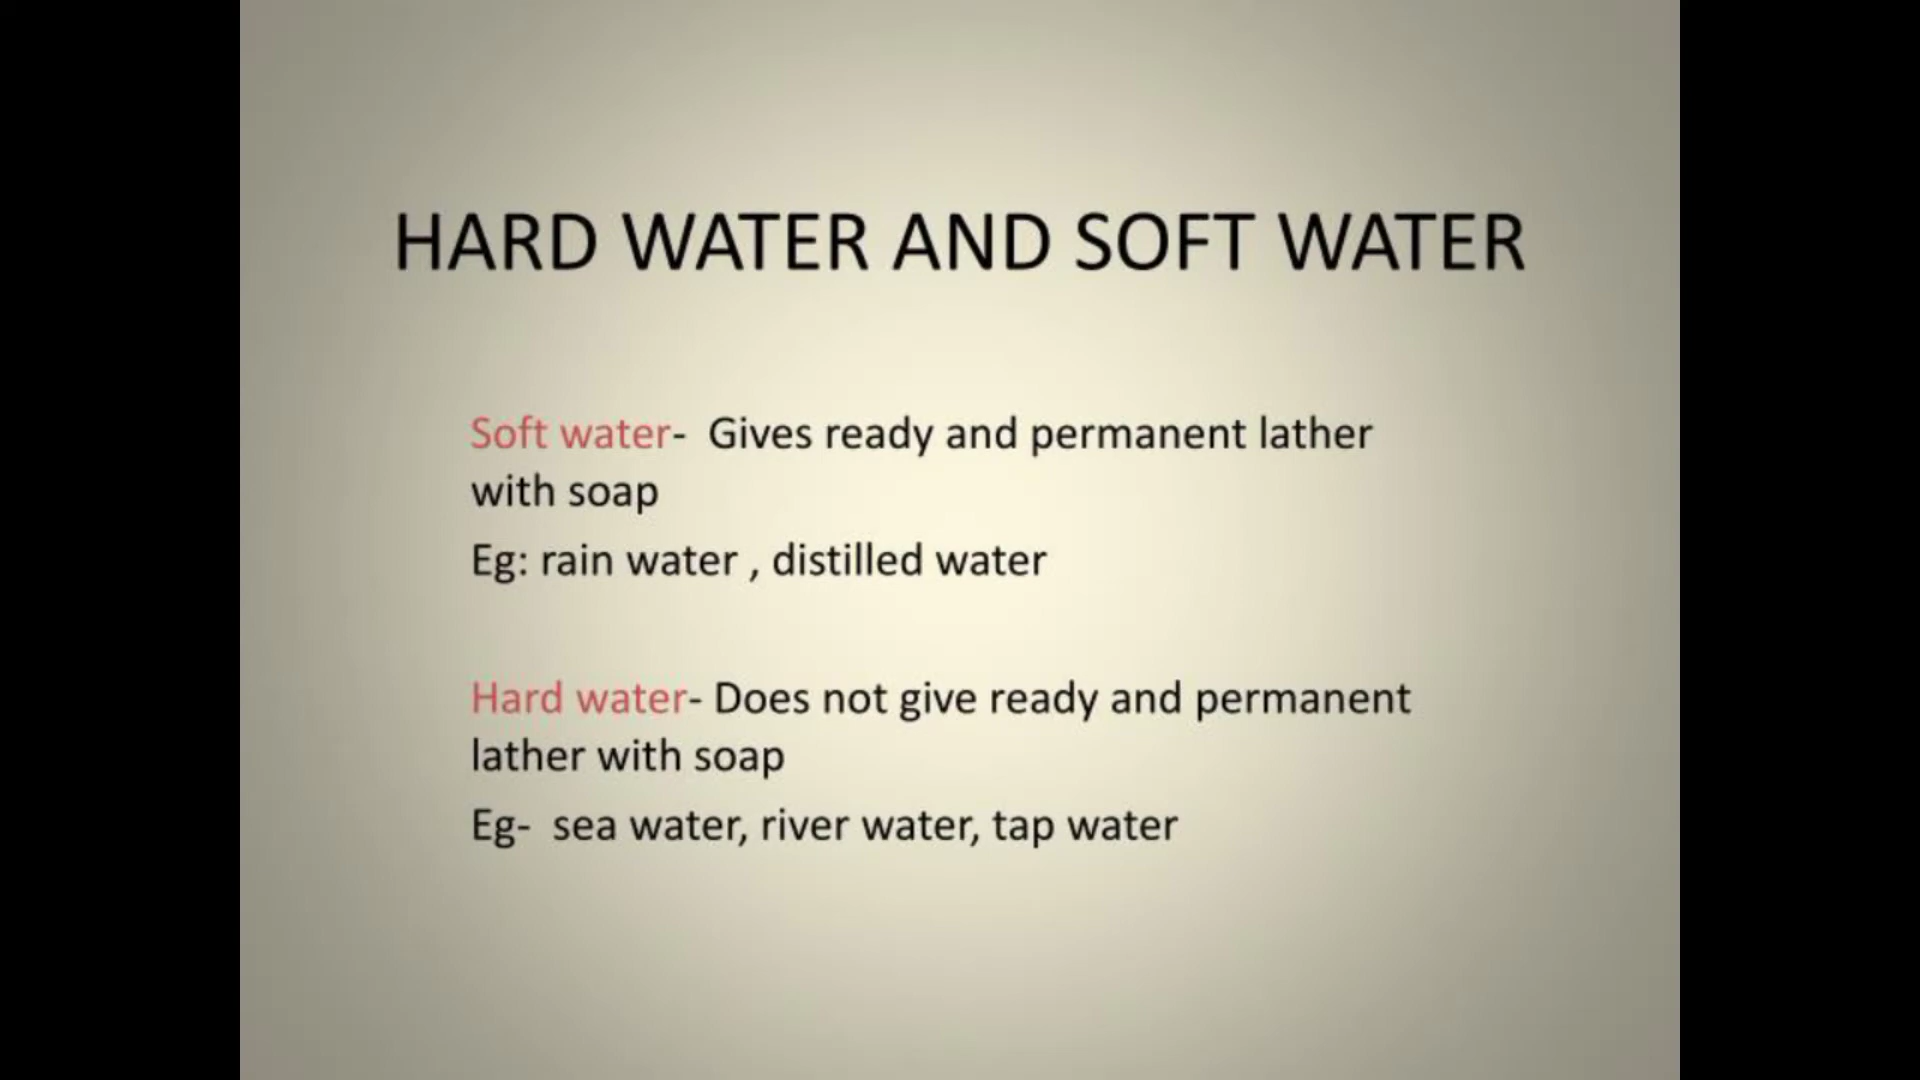 HARD WATER AND SOFT WATER
Soft water-  Gives ready and permanent lather
with soap
Eg: rain water , distilled water
Hard water- Does not give ready and permanent
lather with soap
Eg-  sea water, river water, tap water